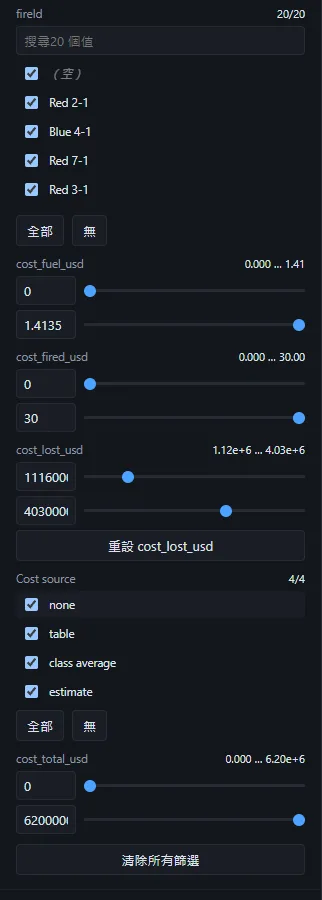 fireId 20/20
搜尋20 個值
（空）
Red 2-1
Blue 4-1
Red 7-1
Red 3-1
全部 無
cost_fuel_usd 0.000 ... 1.41
0
1.4135
cost_fired_usd 0.000 ... 30.00
0
30
cost_lost_usd 1.12e+6 ... 4.03e+6
1116000
4030000
重設 cost_lost_usd
Cost source 4/4
none
table
class average
estimate
全部 無
cost_total_usd 0.000 ... 6.20e+6
0
6200000
清除所有篩選